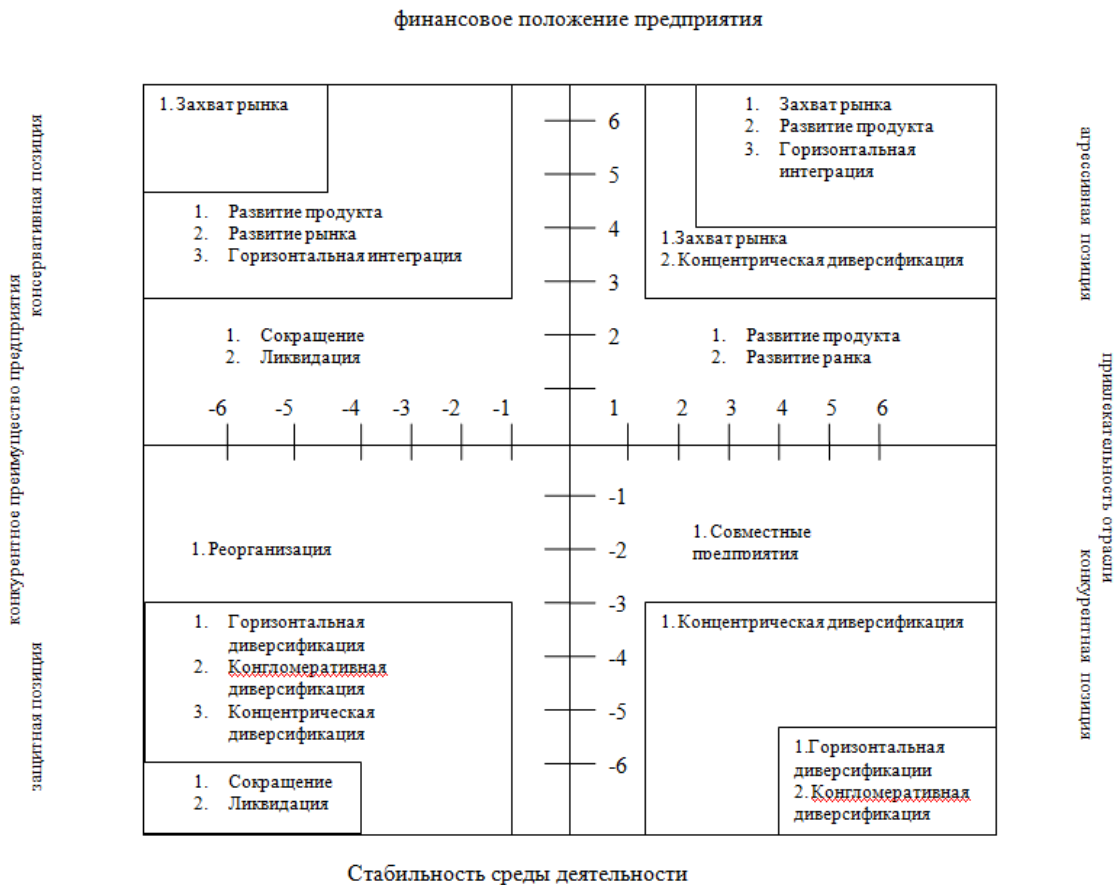 финансовое положение предприятия
консервативная позиция
конкурентное преимущество предприятия
защитная позиция
1. Захват рынка
1. Развитие продукта
2. Развитие рынка
3. Горизонтальная интеграция
1. Сокращение
2. Ликвидация
6
5
4
3
2
1. Захват рынка
2. Развитие продукта
3. Горизонтальная
интеграция
1.Захват рынка
2. Концентрическая диверсификация
1. Развитие продукта
2. Развитие ранка
агрессивная позиция
привлекательность отрасли
конкурентная позиция
-6 -5 -4 -3 -2 -1 1 2 3 4 5 6
-1
-2
-3
-4
-5
-6
1. Реорганизация
1. Горизонтальная
диверсификация
2. Конгломеративная
диверсификация
3. Концентрическая
диверсификация
1. Сокращение
2. Ликвидация
1. Совместные
предприятия
1. Концентрическая диверсификация
1.Горизонтальная
диверсификации
2. Конгломеративная
диверсификация
Стабильность среды деятельности